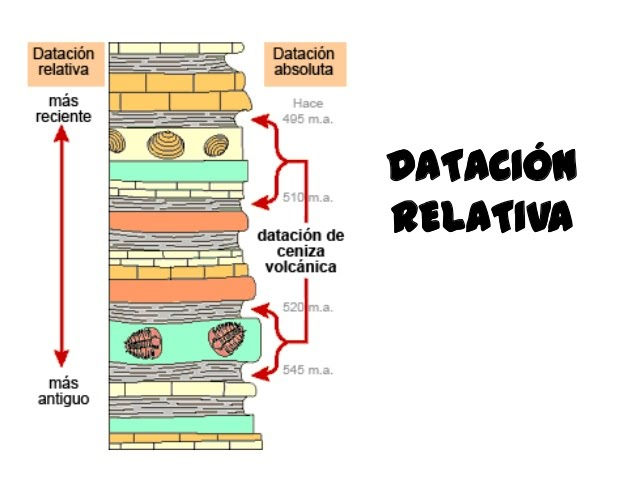 Datación
relativa
Datación
absoluta
más
reciente
Hace
495 m.a.
510 m.a.
datación de
ceniza
volcánica
520 m.a.
545 m.a.
más
antiguo
DATACIÓN
RELATIVA